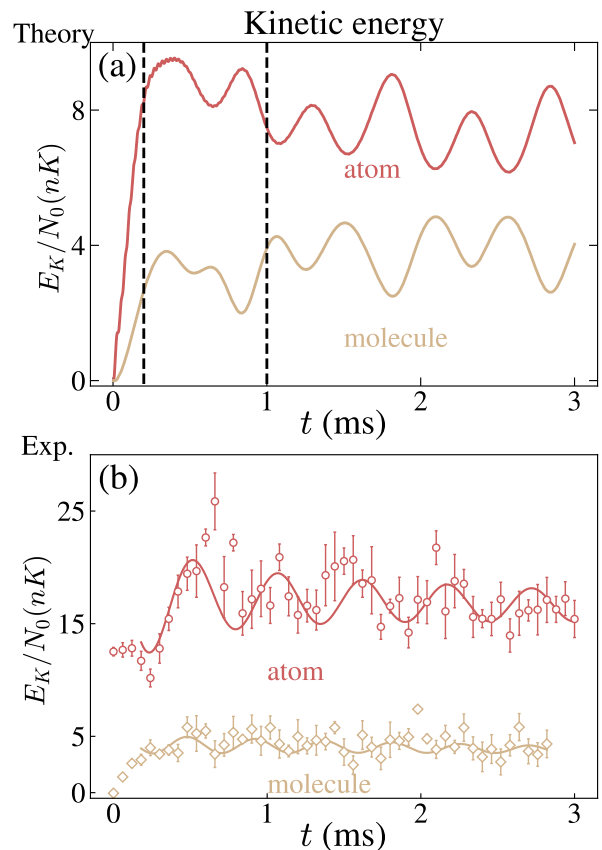 Theory
Kinetic energy
(a)
8
4
0
E_K/N_0(nK)
atom
molecule
0 1 2 3
t (ms)
Exp.
(b)
25
15
5
0
E_K/N_0(nK)
atom
molecule
0 1 2 3
t (ms)